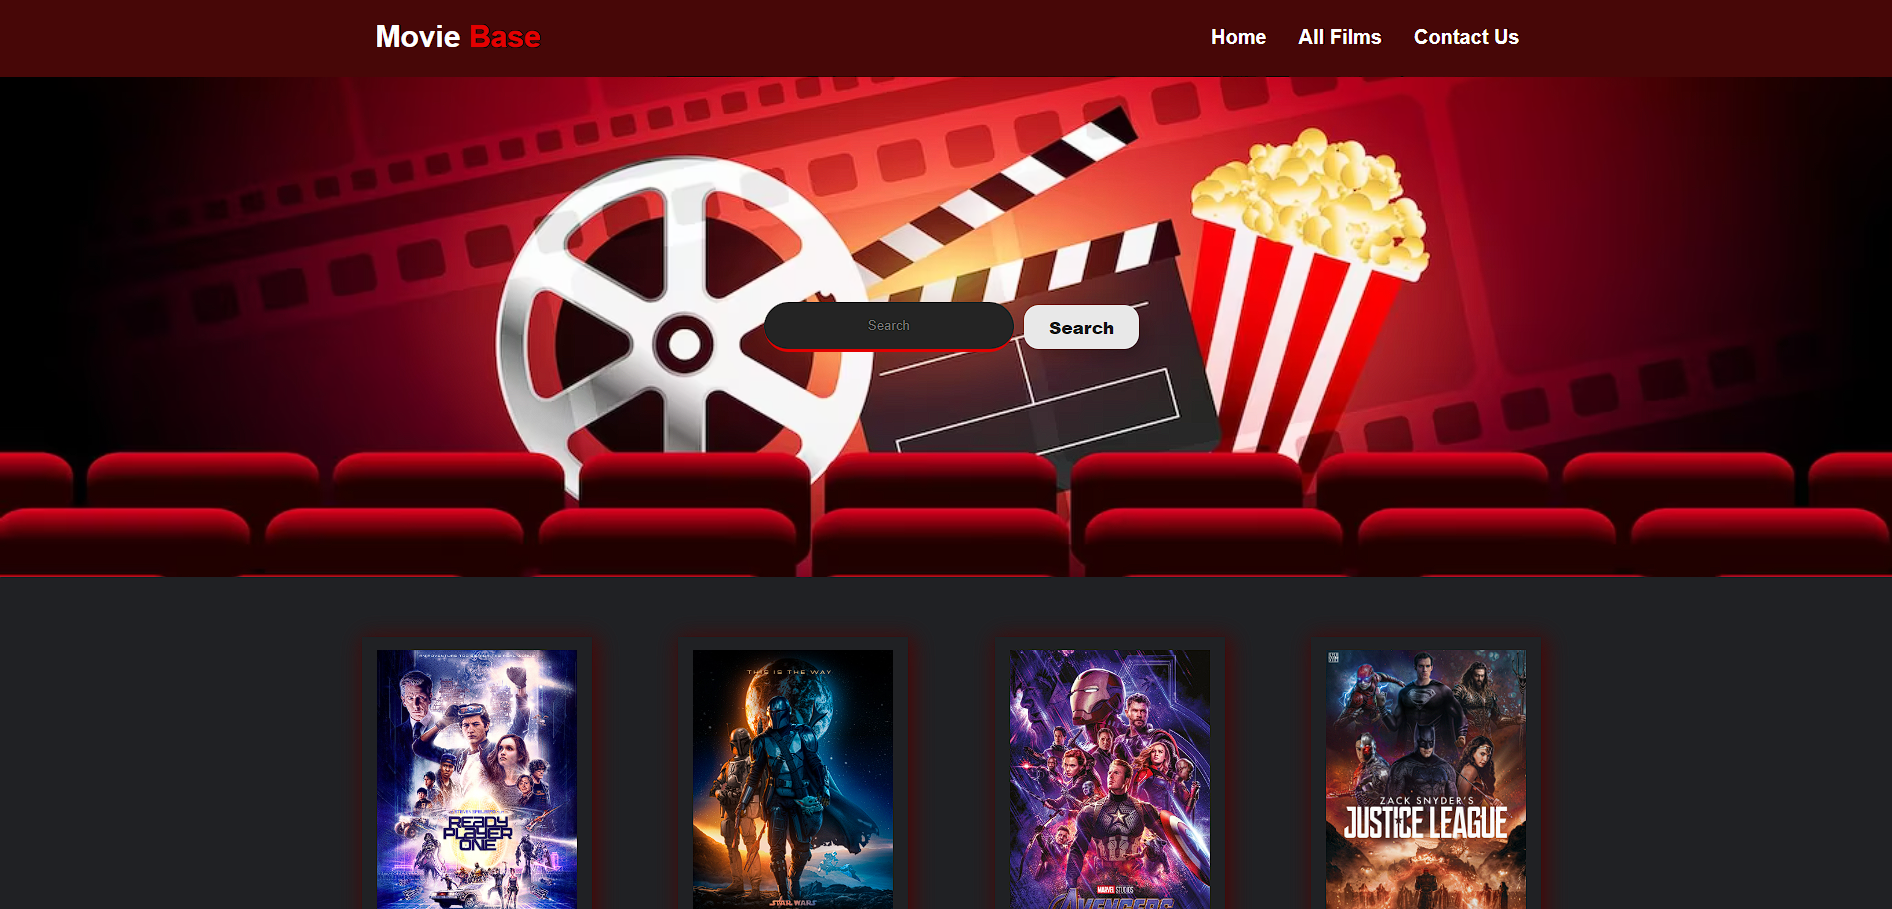 Movie Base
Home
All Films
Contact Us
Search
Search
READY
PLAYER
ONE
THIS IS THE WAY
STAR WARS
MARVEL STUDIOS
AVENGERS
ZACK SNYDER'S
JUSTICE LEAGUE